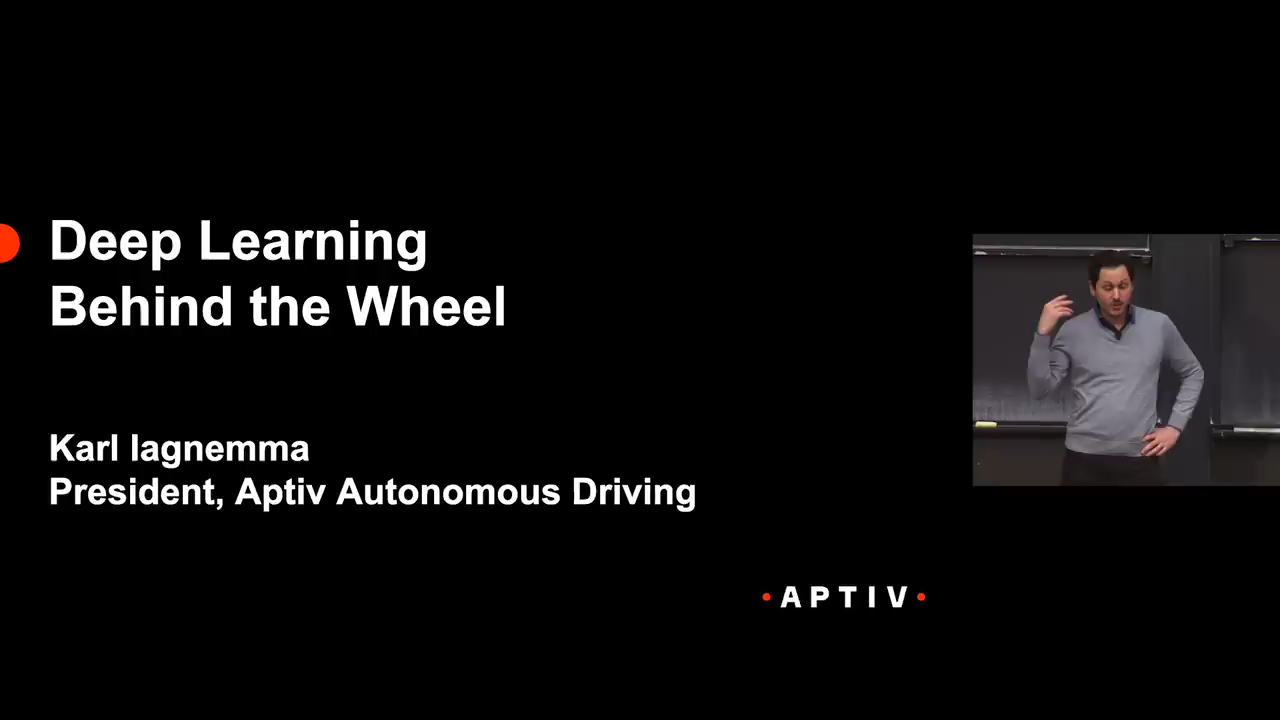 Deep Learning
Behind the Wheel
Karl Iagnemma
President, Aptiv Autonomous Driving
• APTIV •